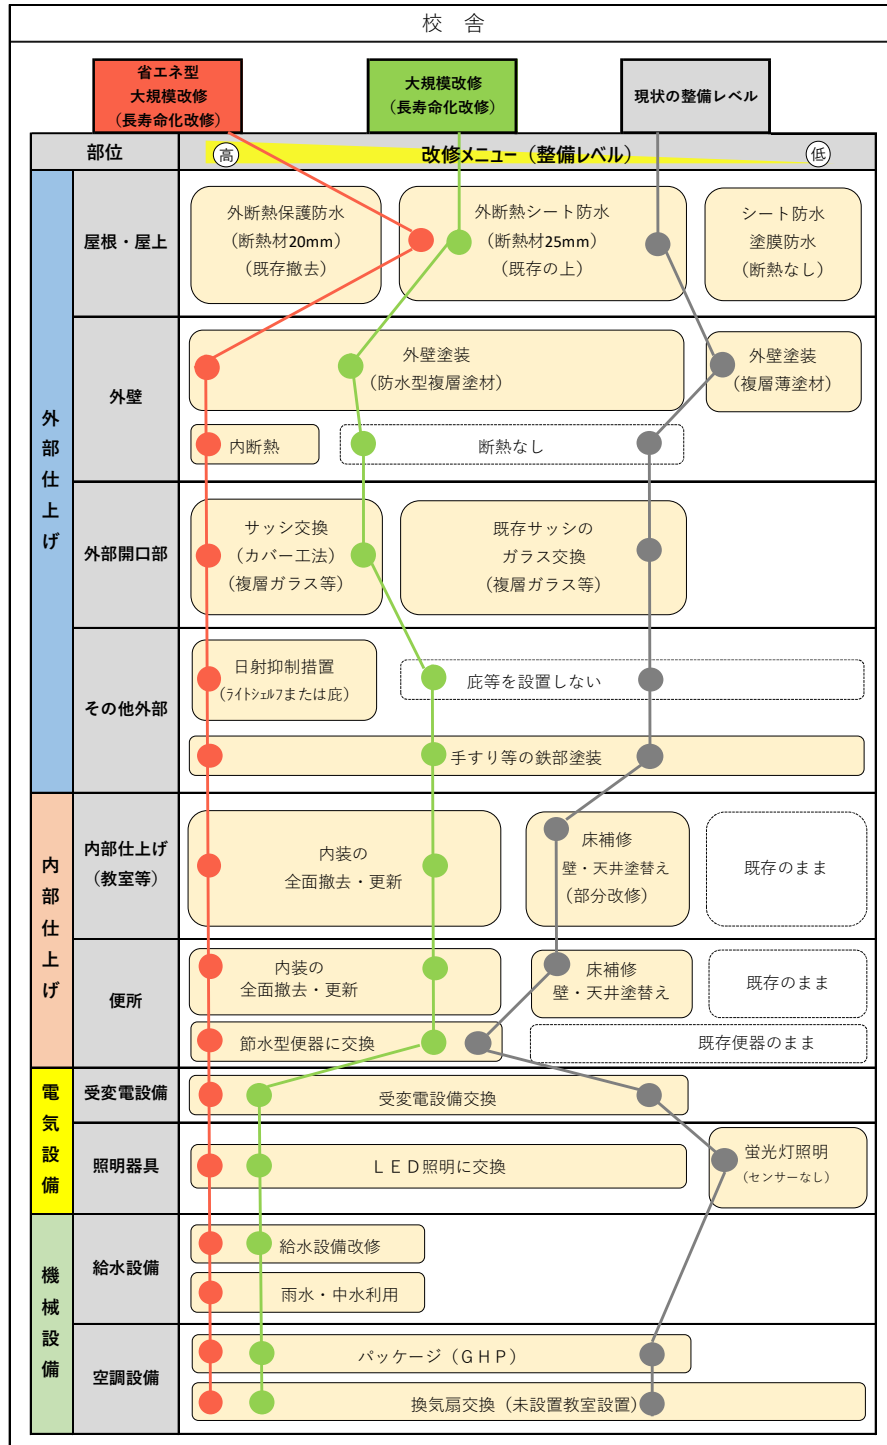 校 舎
省エネ型
大規模改修
（長寿命化改修）
大規模改修
（長寿命化改修）
現状の整備レベル
部位
高
改修メニュー（整備レベル）
低
外部仕上げ
屋根・屋上
外断熱保護防水
（断熱材20mm）
（既存撤去）
外断熱シート防水
（断熱材25mm）
（既存の上）
シート防水
塗膜防水
（断熱なし）
外壁
外壁塗装
（防水型複層塗材）
外壁塗装
（複層薄塗材）
内断熱
断熱なし
外部開口部
サッシ交換
（カバー工法）
（複層ガラス等）
既存サッシの
ガラス交換
（複層ガラス等）
その他外部
日射抑制措置
（ﾗｲﾄｼｪﾙﾌまたは庇）
庇等を設置しない
手すり等の鉄部塗装
内部仕上げ
内部仕上げ
（教室等）
内装の
全面撤去・更新
床補修
壁・天井塗替え
（部分改修）
既存のまま
便所
内装の
全面撤去・更新
床補修
壁・天井塗替え
既存のまま
節水型便器に交換
既存便器のまま
電気設備
受変電設備
受変電設備交換
照明器具
ＬＥＤ照明に交換
蛍光灯照明
（センサーなし）
機械設備
給水設備
給水設備改修
雨水・中水利用
空調設備
パッケージ（ＧＨＰ）
換気扇交換（未設置教室設置）